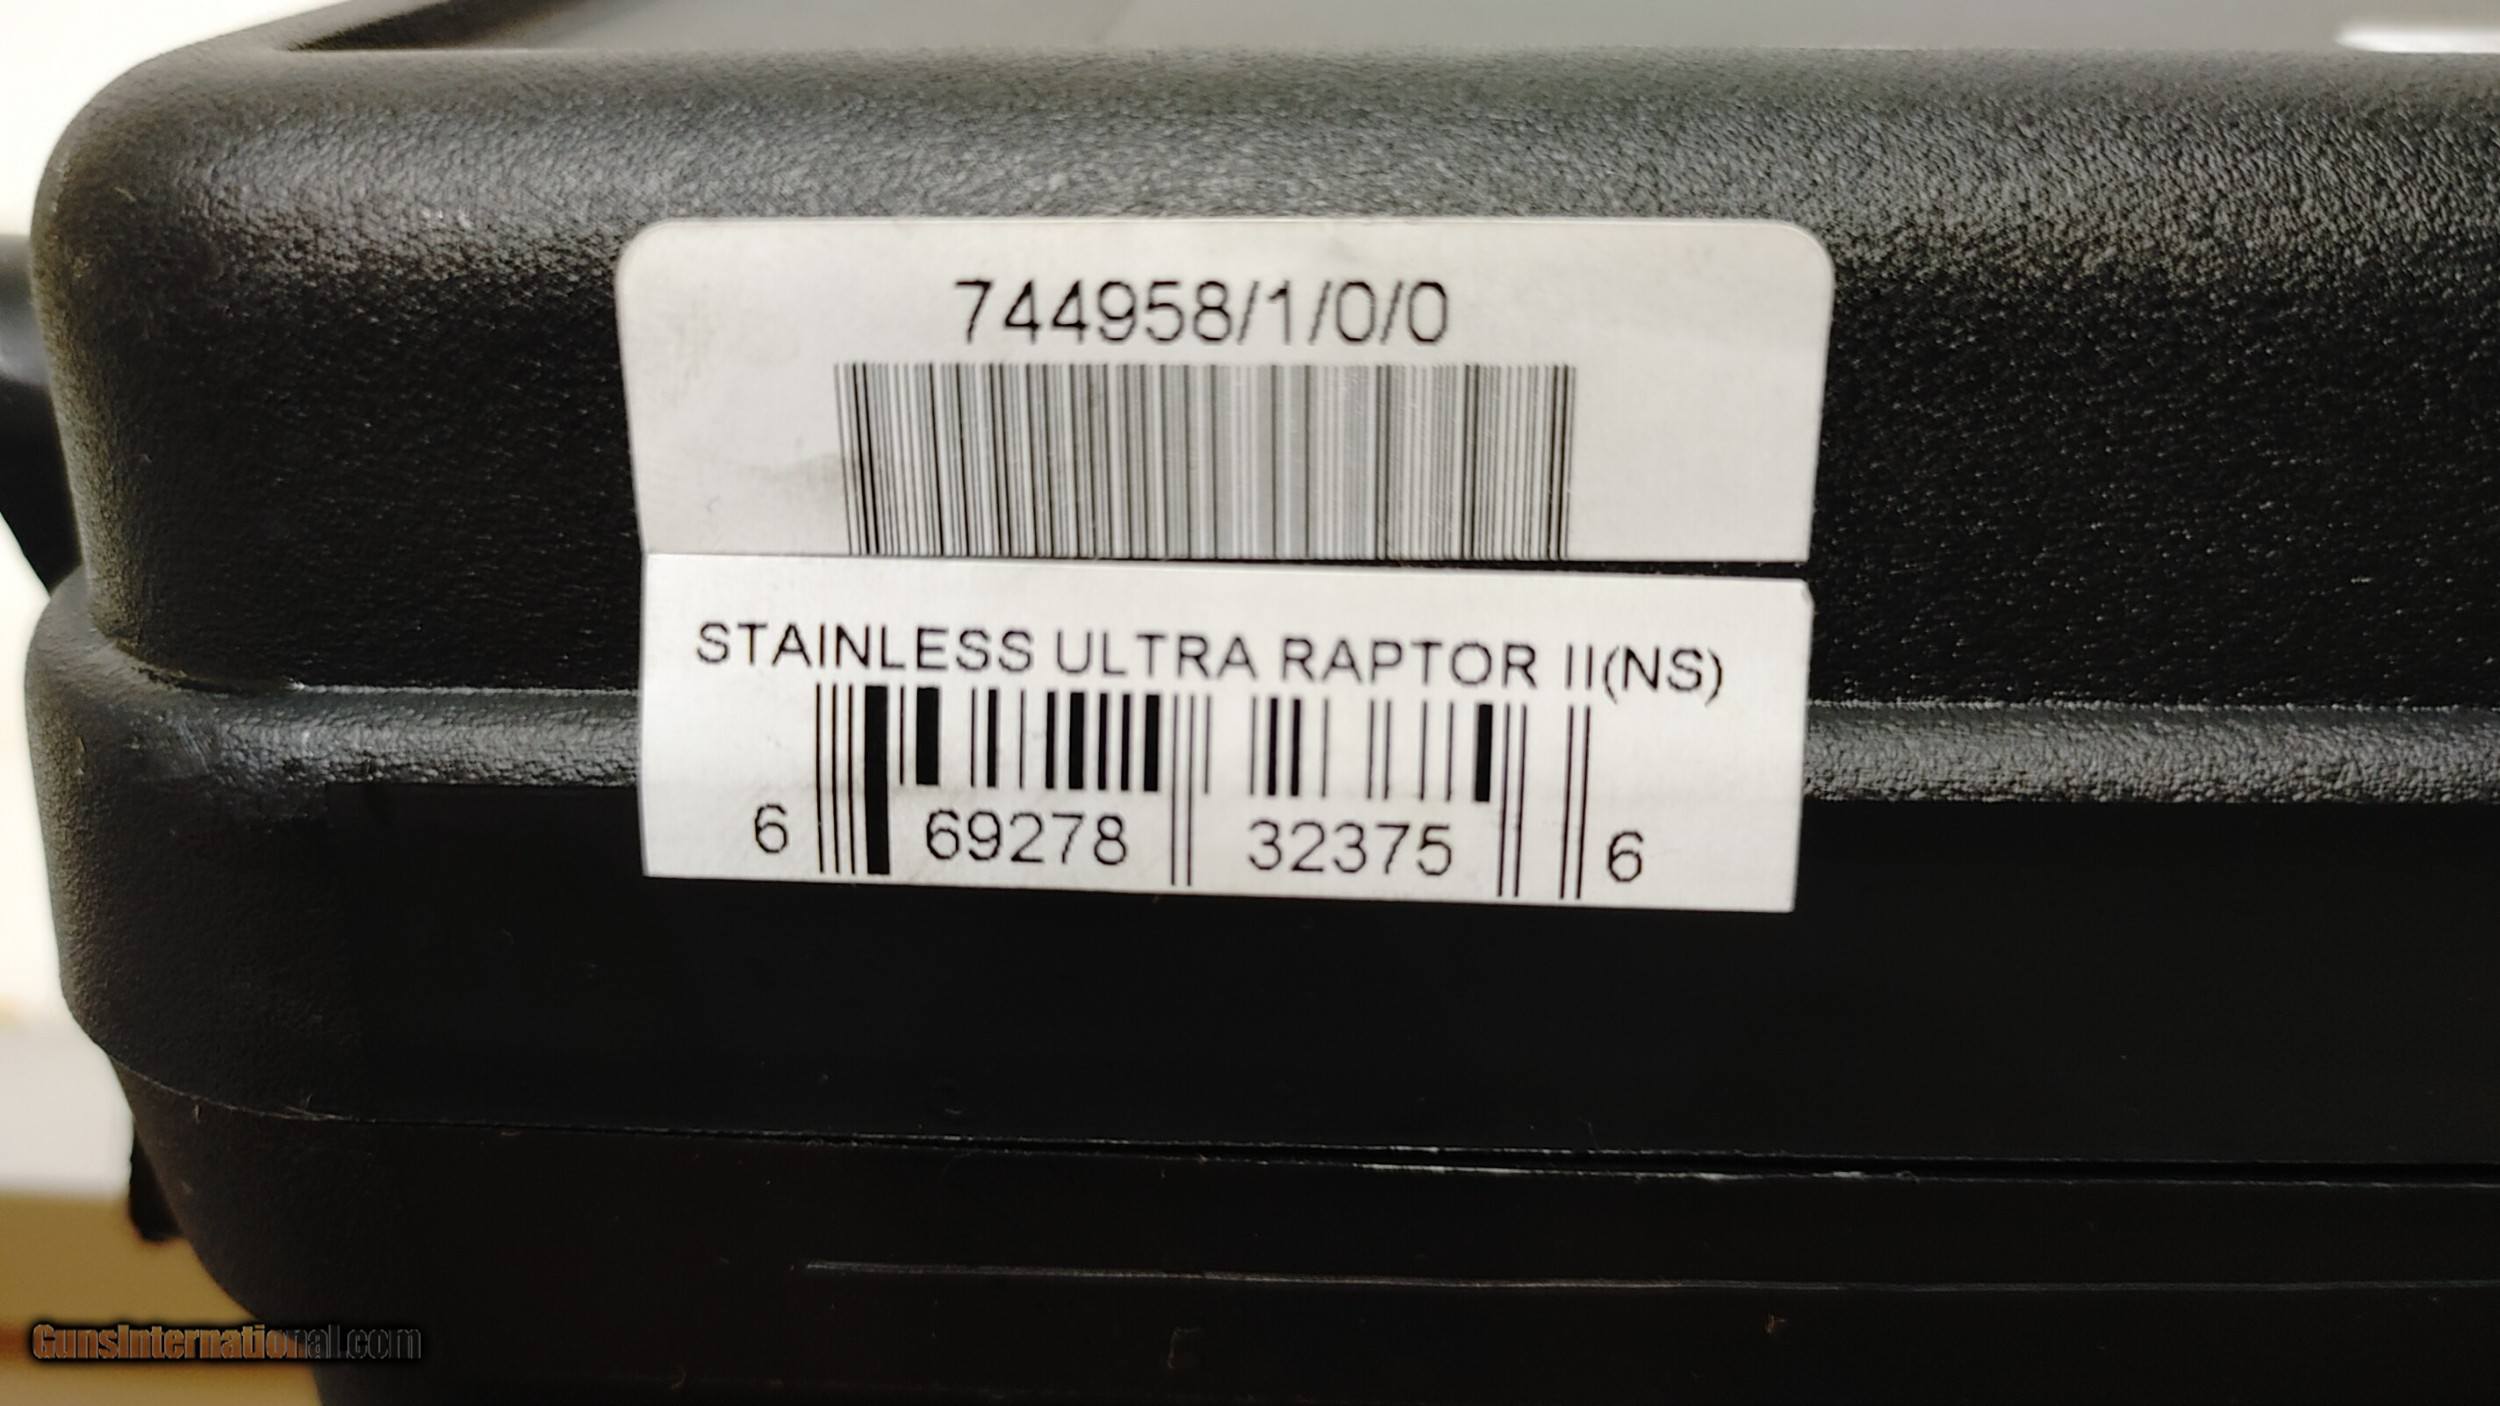 744958/1/0/0
STAINLESS ULTRA RAPTOR II(NS)
6 69278 32375 6
GunsInternational.com